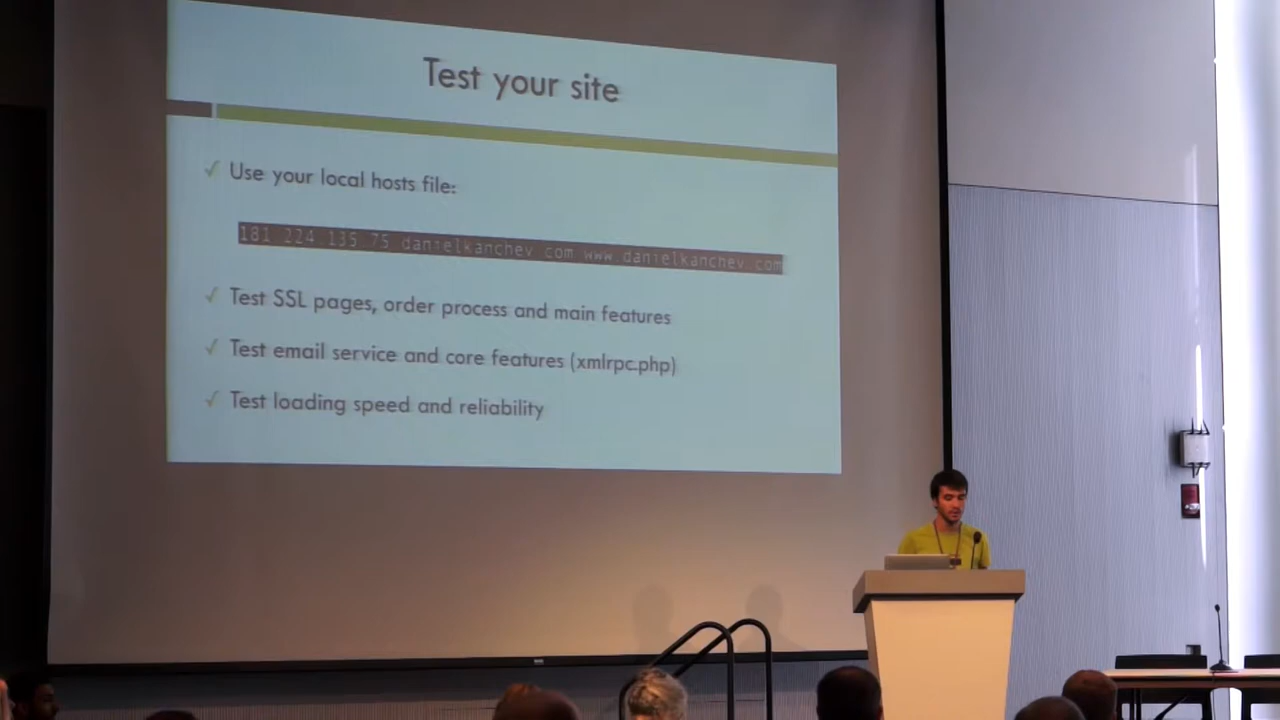 Test your site
✓ Use your local hosts file:
181 224 135 75 danielkanchev com www.danielkanchev com
✓ Test SSL pages, order process and main features
✓ Test email service and core features (xmlrpc.php)
✓ Test loading speed and reliability